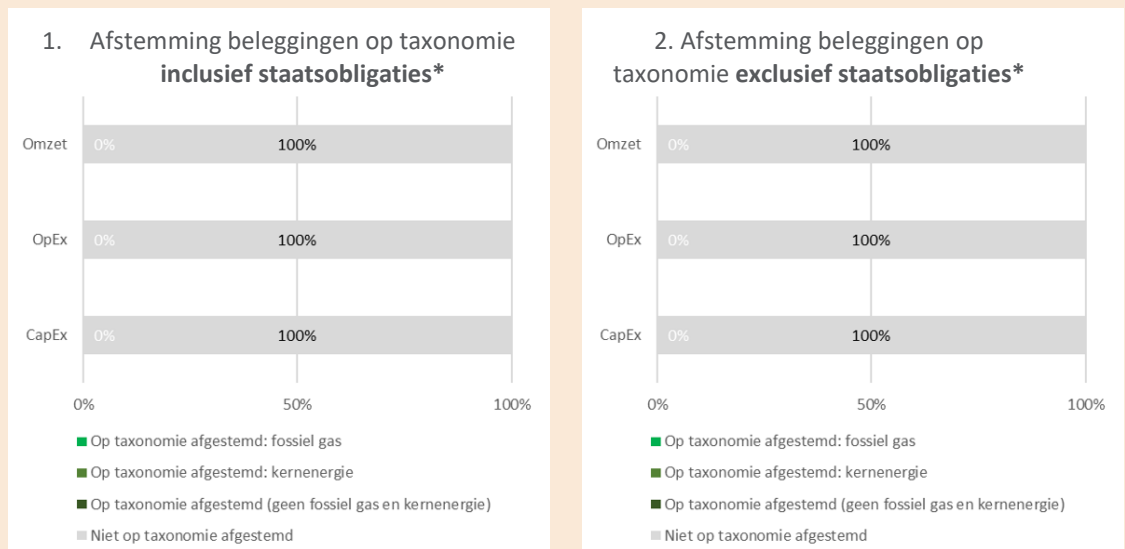 1. Afstemming beleggingen op taxonomie
inclusief staatsobligaties*
Omzet 0% 100%
OpEx 0% 100%
CapEx 0% 100%
0% 50% 100%
Op taxonomie afgestemd: fossiel gas
Op taxonomie afgestemd: kernenergie
Op taxonomie afgestemd (geen fossiel gas en kernenergie)
Niet op taxonomie afgestemd
2. Afstemming beleggingen op
taxonomie exclusief staatsobligaties*
Omzet 0% 100%
OpEx 0% 100%
CapEx 0% 100%
0% 50% 100%
Op taxonomie afgestemd: fossiel gas
Op taxonomie afgestemd: kernenergie
Op taxonomie afgestemd (geen fossiel gas en kernenergie)
Niet op taxonomie afgestemd